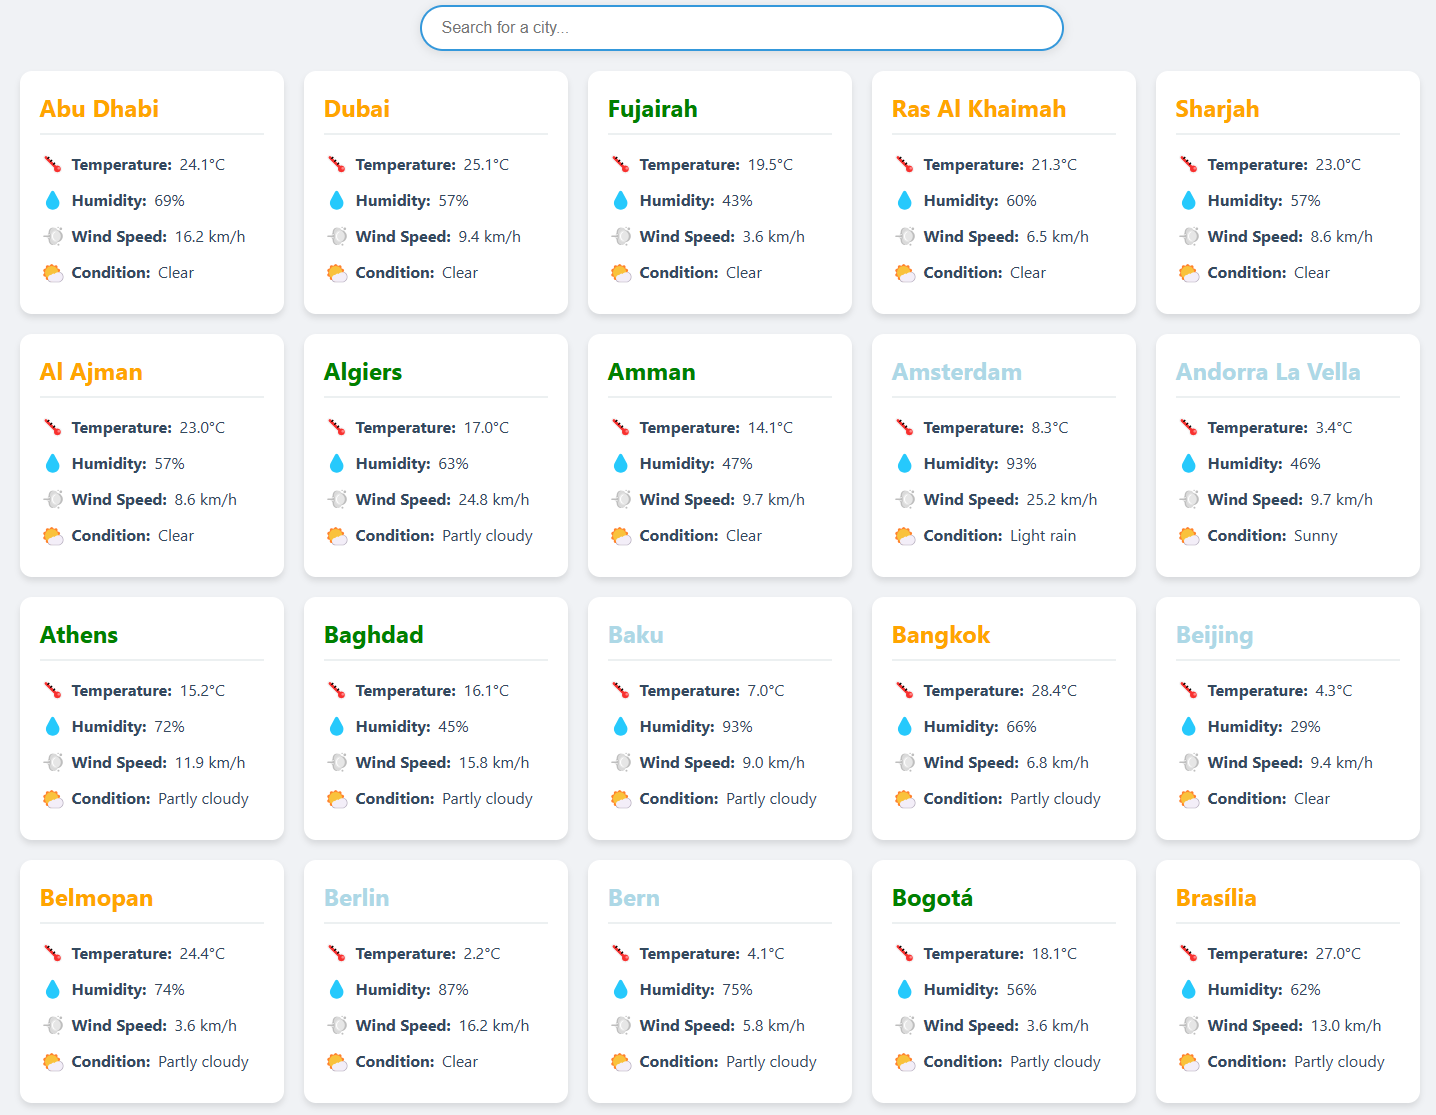 Search for a city...
Abu Dhabi
Temperature: 24.1°C
Humidity: 69%
Wind Speed: 16.2 km/h
Condition: Clear
Dubai
Temperature: 25.1°C
Humidity: 57%
Wind Speed: 9.4 km/h
Condition: Clear
Fujairah
Temperature: 19.5°C
Humidity: 43%
Wind Speed: 3.6 km/h
Condition: Clear
Ras Al Khaimah
Temperature: 21.3°C
Humidity: 60%
Wind Speed: 6.5 km/h
Condition: Clear
Sharjah
Temperature: 23.0°C
Humidity: 57%
Wind Speed: 8.6 km/h
Condition: Clear
Al Ajman
Temperature: 23.0°C
Humidity: 57%
Wind Speed: 8.6 km/h
Condition: Clear
Algiers
Temperature: 17.0°C
Humidity: 63%
Wind Speed: 24.8 km/h
Condition: Partly cloudy
Amman
Temperature: 14.1°C
Humidity: 47%
Wind Speed: 9.7 km/h
Condition: Clear
Amsterdam
Temperature: 8.3°C
Humidity: 93%
Wind Speed: 25.2 km/h
Condition: Light rain
Andorra La Vella
Temperature: 3.4°C
Humidity: 46%
Wind Speed: 9.7 km/h
Condition: Sunny
Athens
Temperature: 15.2°C
Humidity: 72%
Wind Speed: 11.9 km/h
Condition: Partly cloudy
Baghdad
Temperature: 16.1°C
Humidity: 45%
Wind Speed: 15.8 km/h
Condition: Partly cloudy
Baku
Temperature: 7.0°C
Humidity: 93%
Wind Speed: 9.0 km/h
Condition: Partly cloudy
Bangkok
Temperature: 28.4°C
Humidity: 66%
Wind Speed: 6.8 km/h
Condition: Partly cloudy
Beijing
Temperature: 4.3°C
Humidity: 29%
Wind Speed: 9.4 km/h
Condition: Clear
Belmopan
Temperature: 24.4°C
Humidity: 74%
Wind Speed: 3.6 km/h
Condition: Partly cloudy
Berlin
Temperature: 2.2°C
Humidity: 87%
Wind Speed: 16.2 km/h
Condition: Clear
Bern
Temperature: 4.1°C
Humidity: 75%
Wind Speed: 5.8 km/h
Condition: Partly cloudy
Bogotá
Temperature: 18.1°C
Humidity: 56%
Wind Speed: 3.6 km/h
Condition: Partly cloudy
Brasília
Temperature: 27.0°C
Humidity: 62%
Wind Speed: 13.0 km/h
Condition: Partly cloudy